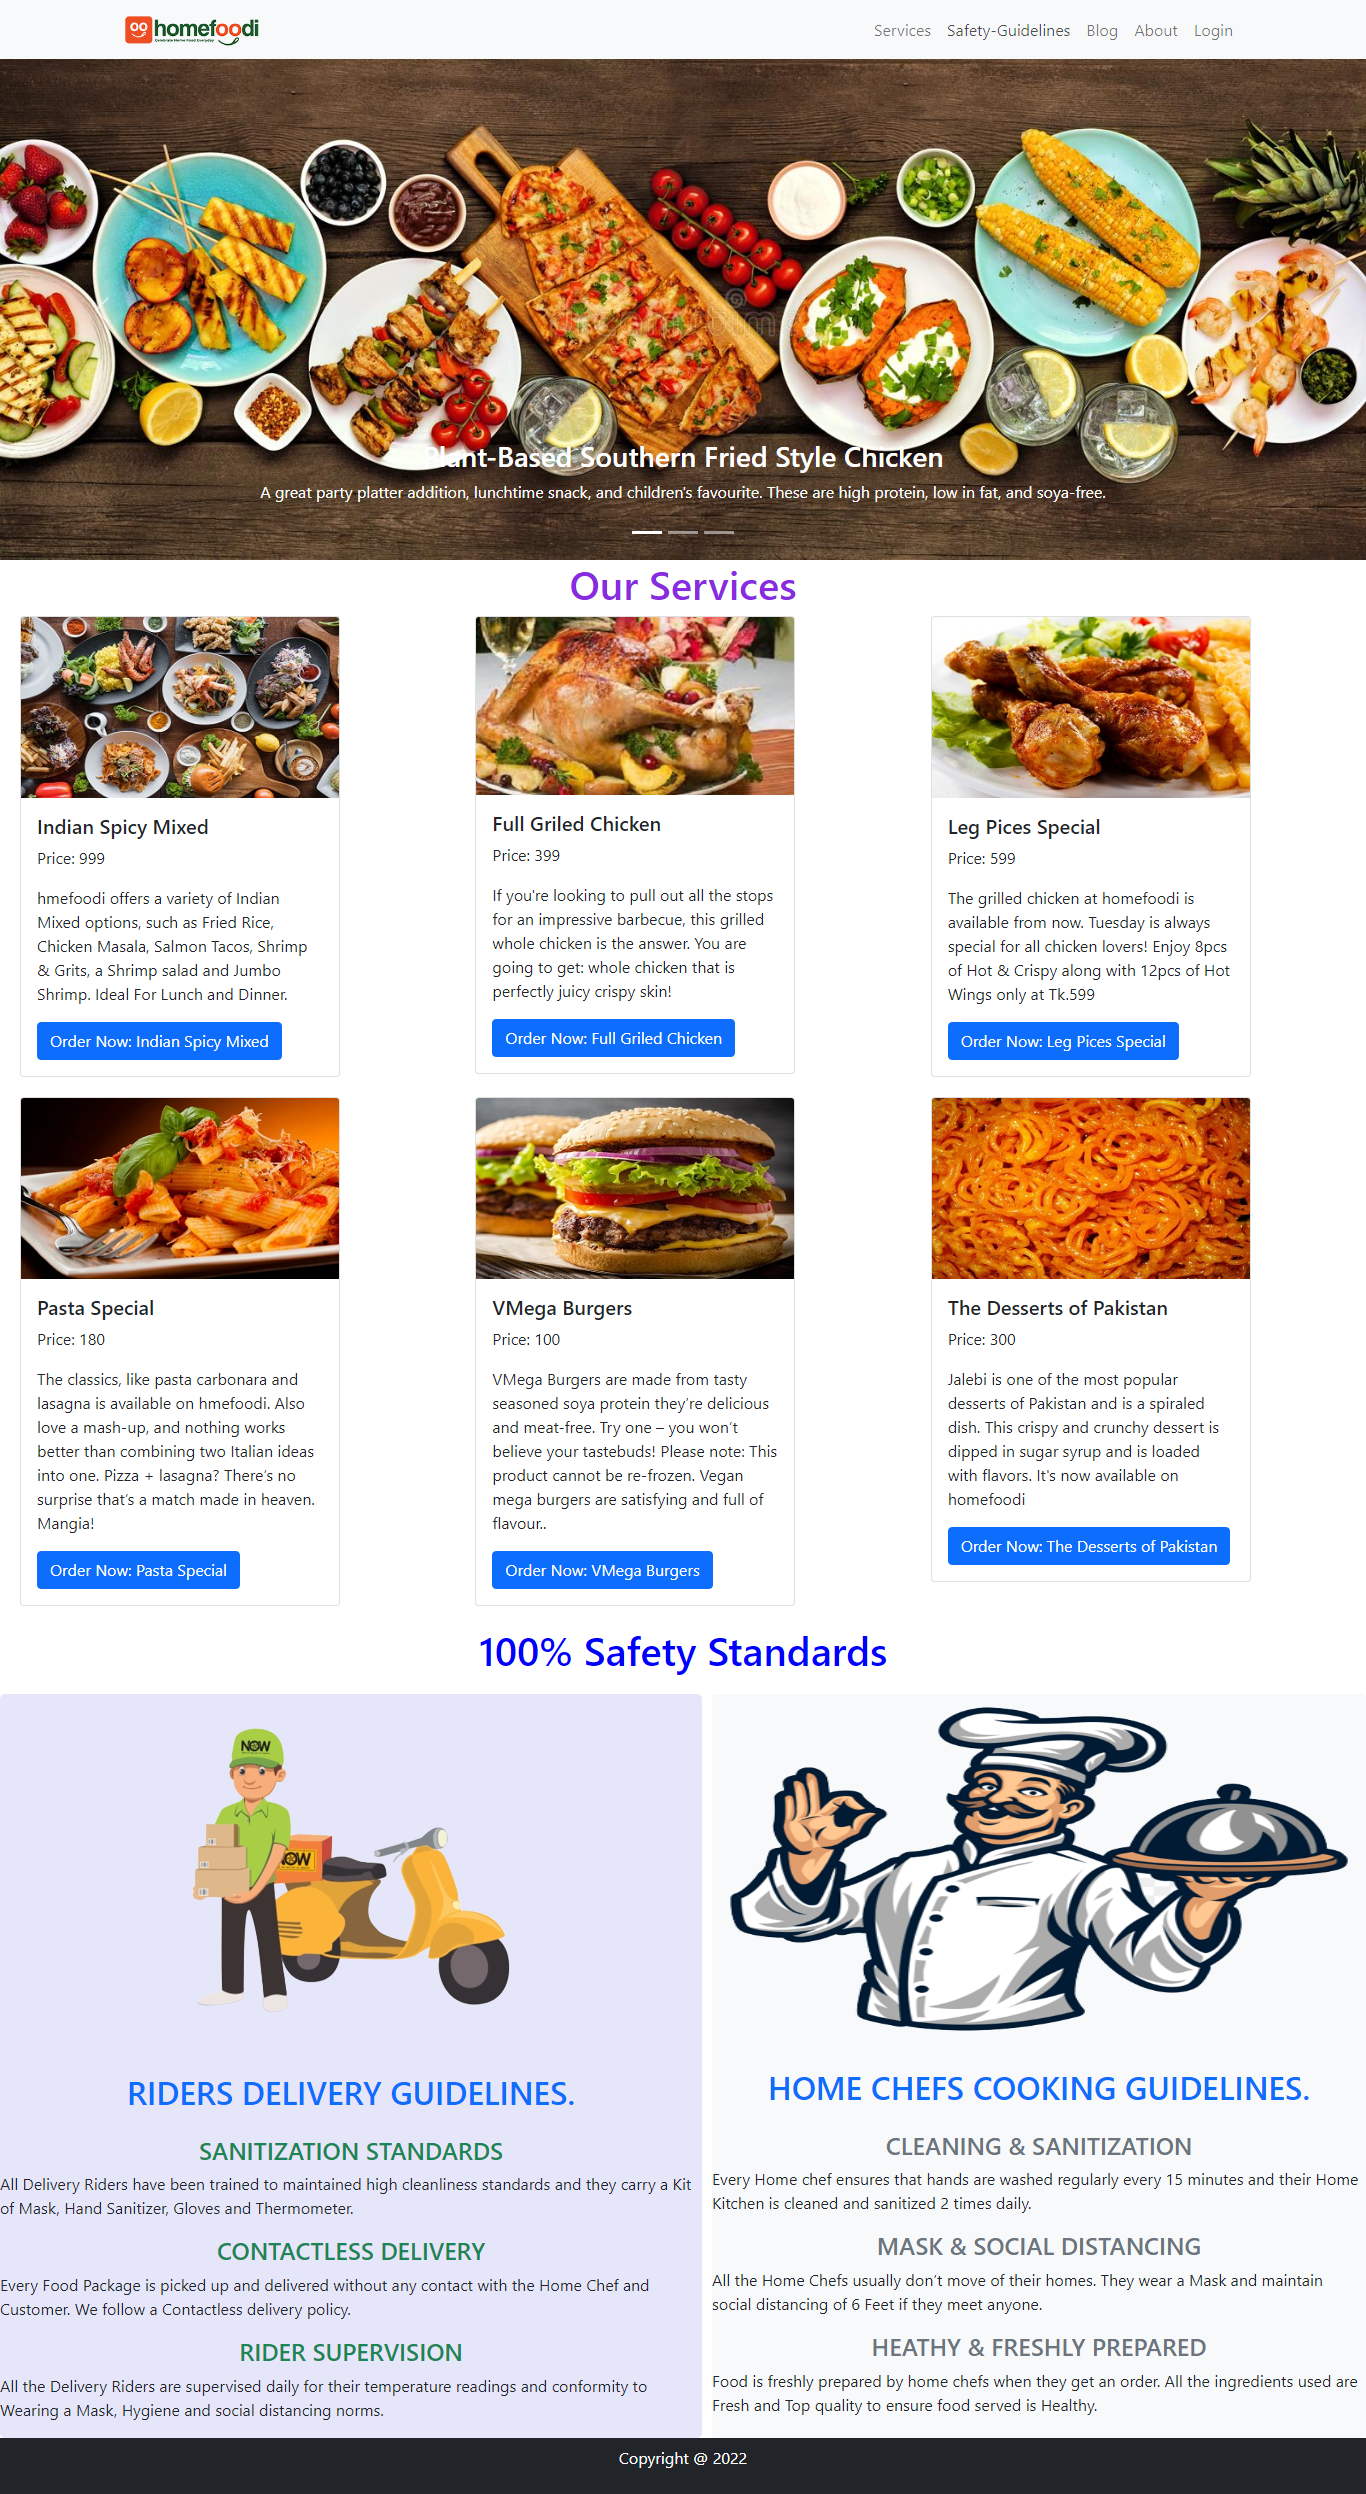 homefoodi
Celebrate Home Food Everyday
Services Safety-Guidelines Blog About Login
Plant-Based Southern Fried Style Chicken
A great party platter addition, lunchtime snack, and children's favourite. These are high protein, low in fat, and soya-free.
Our Services
Indian Spicy Mixed
Price: 999
hmefoodi offers a variety of Indian
Mixed options, such as Fried Rice,
Chicken Masala, Salmon Tacos, Shrimp
& Grits, a Shrimp salad and Jumbo
Shrimp. Ideal For Lunch and Dinner.
Order Now: Indian Spicy Mixed
Full Griled Chicken
Price: 399
If you're looking to pull out all the stops
for an impressive barbecue, this grilled
whole chicken is the answer. You are
going to get: whole chicken that is
perfectly juicy crispy skin!
Order Now: Full Griled Chicken
Leg Pices Special
Price: 599
The grilled chicken at homefoodi is
available from now. Tuesday is always
special for all chicken lovers! Enjoy 8pcs
of Hot & Crispy along with 12pcs of Hot
Wings only at Tk.599
Order Now: Leg Pices Special
Pasta Special
Price: 180
The classics, like pasta carbonara and
lasagna is available on hmefoodi. Also
love a mash-up, and nothing works
better than combining two Italian ideas
into one. Pizza + lasagna? There's no
surprise that's a match made in heaven.
Mangia!
Order Now: Pasta Special
VMega Burgers
Price: 100
VMega Burgers are made from tasty
seasoned soya protein they're delicious
and meat-free. Try one – you won't
believe your tastebuds! Please note: This
product cannot be re-frozen. Vegan
mega burgers are satisfying and full of
flavour..
Order Now: VMega Burgers
The Desserts of Pakistan
Price: 300
Jalebi is one of the most popular
desserts of Pakistan and is a spiraled
dish. This crispy and crunchy dessert is
dipped in sugar syrup and is loaded
with flavors. It's now available on
homefoodi
Order Now: The Desserts of Pakistan
100% Safety Standards
NOW
NOW
RIDERS DELIVERY GUIDELINES.
SANITIZATION STANDARDS
All Delivery Riders have been trained to maintained high cleanliness standards and they carry a Kit
of Mask, Hand Sanitizer, Gloves and Thermometer.
CONTACTLESS DELIVERY
Every Food Package is picked up and delivered without any contact with the Home Chef and
Customer. We follow a Contactless delivery policy.
RIDER SUPERVISION
All the Delivery Riders are supervised daily for their temperature readings and conformity to
Wearing a Mask, Hygiene and social distancing norms.
HOME CHEFS COOKING GUIDELINES.
CLEANING & SANITIZATION
Every Home chef ensures that hands are washed regularly every 15 minutes and their Home
Kitchen is cleaned and sanitized 2 times daily.
MASK & SOCIAL DISTANCING
All the Home Chefs usually don't move of their homes. They wear a Mask and maintain
social distancing of 6 Feet if they meet anyone.
HEATHY & FRESHLY PREPARED
Food is freshly prepared by home chefs when they get an order. All the ingredients used are
Fresh and Top quality to ensure food served is Healthy.
Copyright @ 2022